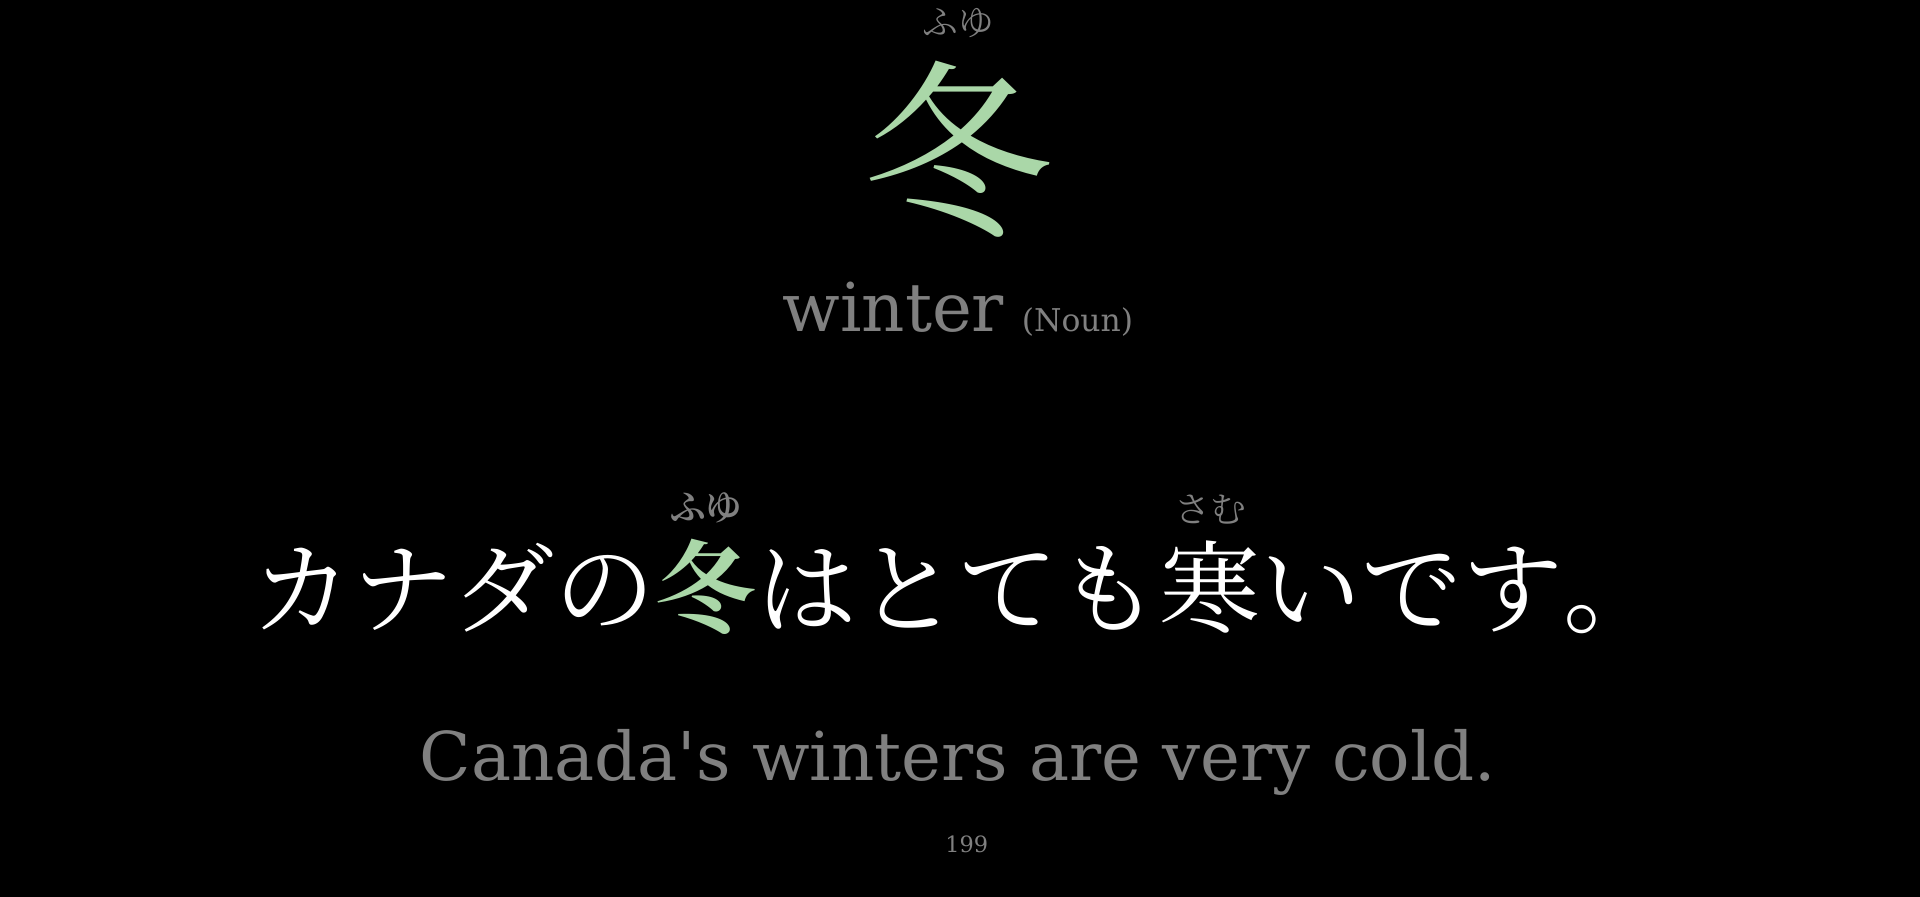 ふゆ
冬
winter (Noun)
ふゆ さむ
カナダの冬はとても寒いです。
Canada's winters are very cold.
199